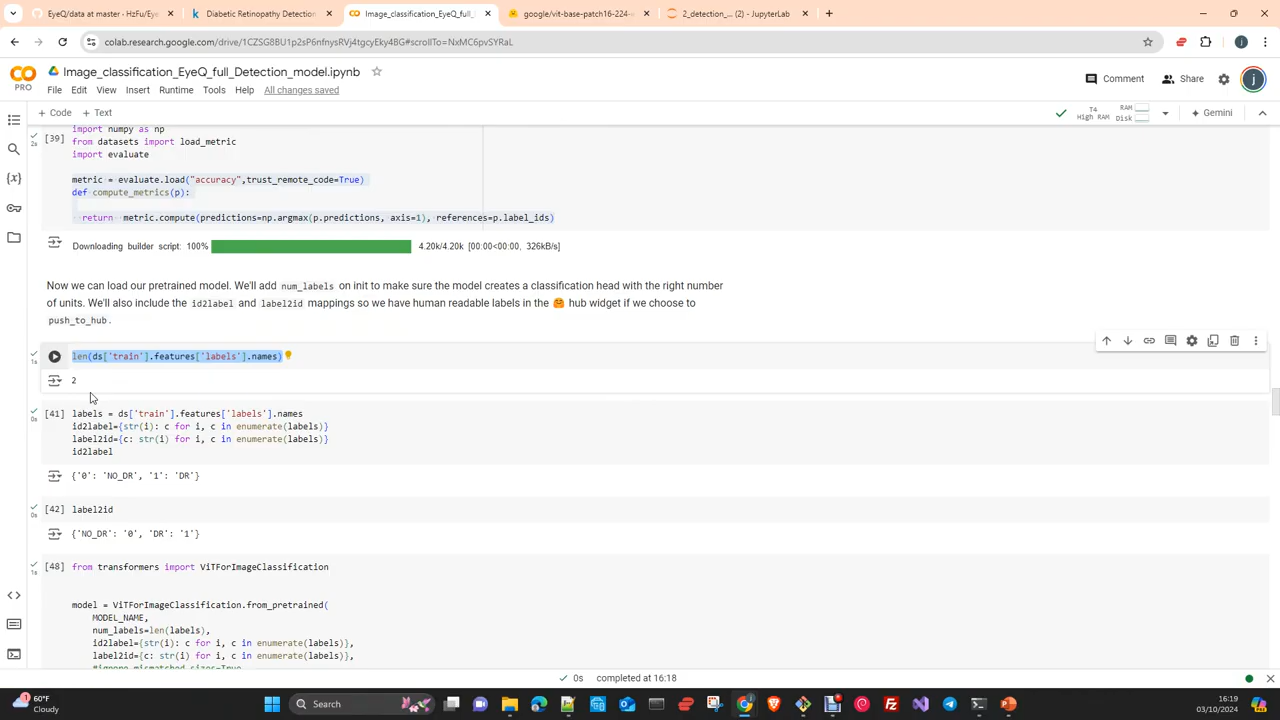 EyeQ/data at master · HzFu/Eye
Diabetic Retinopathy Detection
Image_classification_EyeQ_full_
google/vit-base-patch16-224-
2_detection_... (2) - JupyterLab
colab.research.google.com/drive/1CZSG8BU1p2sP6nfnysRVj4tgcyEky4BG#scrollTo=NxMC6pvSYRaL
CO
PRO
Image_classification_EyeQ_full_Detection_model.ipynb
Comment
Share
File Edit View Insert Runtime Tools Help All changes saved
+ Code + Text
T4
High RAM
RAM
Disk
Gemini
import numpy as np
[39] from datasets import load_metric
2s
import evaluate
metric = evaluate.load("accuracy",trust_remote_code=True)
def compute_metrics(p):
return metric.compute(predictions=np.argmax(p.predictions, axis=1), references=p.label_ids)
Downloading builder script: 100% 4.20k/4.20k [00:00<00:00, 326kB/s]
Now we can load our pretrained model. We'll add num_labels on init to make sure the model creates a classification head with the right number
of units. We'll also include the id2label and label2id mappings so we have human readable labels in the 🤗 hub widget if we choose to
push_to_hub.
len(ds['train'].features['labels'].names)
1s
2
[41] labels = ds['train'].features['labels'].names
0s
id2label={str(i): c for i, c in enumerate(labels)}
label2id={c: str(i) for i, c in enumerate(labels)}
id2label
{'0': 'NO_DR', '1': 'DR'}
[42] label2id
0s
{'NO_DR': '0', 'DR': '1'}
[48] from transformers import ViTForImageClassification
1s
model = ViTForImageClassification.from_pretrained(
MODEL_NAME,
num_labels=len(labels),
id2label={str(i): c for i, c in enumerate(labels)},
label2id={c: str(i) for i, c in enumerate(labels)},
#ignore_mismatched_sizes=True
0s completed at 16:18
60°F
Cloudy
Search
16:19
03/10/2024